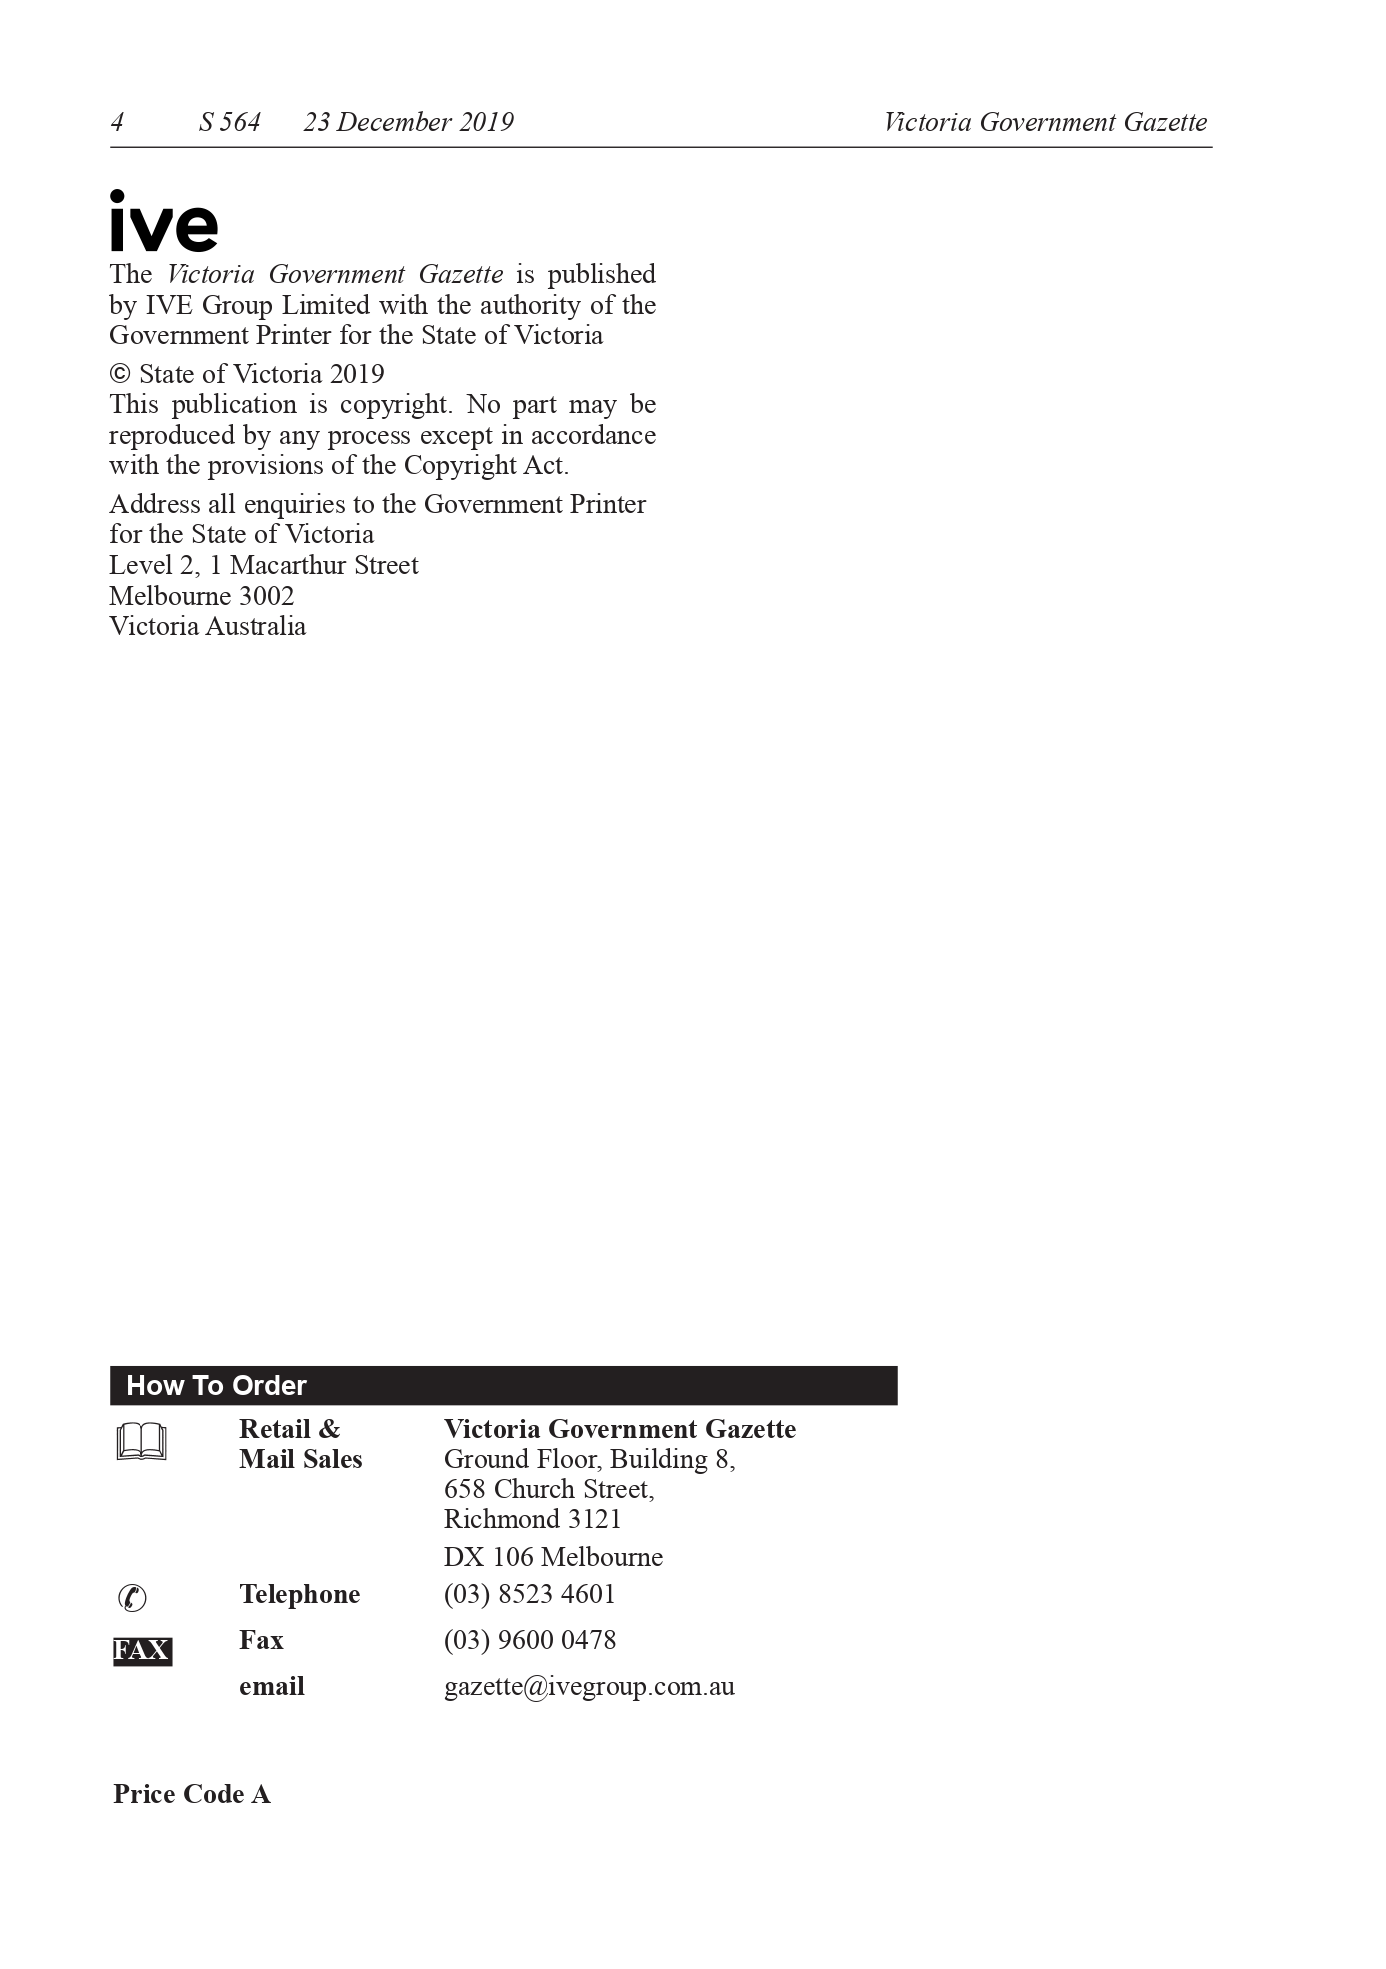 4 S 564 23 December 2019 Victoria Government Gazette
ive
The Victoria Government Gazette is published
by IVE Group Limited with the authority of the
Government Printer for the State of Victoria
© State of Victoria 2019
This publication is copyright. No part may be
reproduced by any process except in accordance
with the provisions of the Copyright Act.
Address all enquiries to the Government Printer
for the State of Victoria
Level 2, 1 Macarthur Street
Melbourne 3002
Victoria Australia
How To Order
Retail & Victoria Government Gazette
Mail Sales Ground Floor, Building 8,
658 Church Street,
Richmond 3121
DX 106 Melbourne
Telephone (03) 8523 4601
FAX Fax (03) 9600 0478
email gazette@ivegroup.com.au
Price Code A